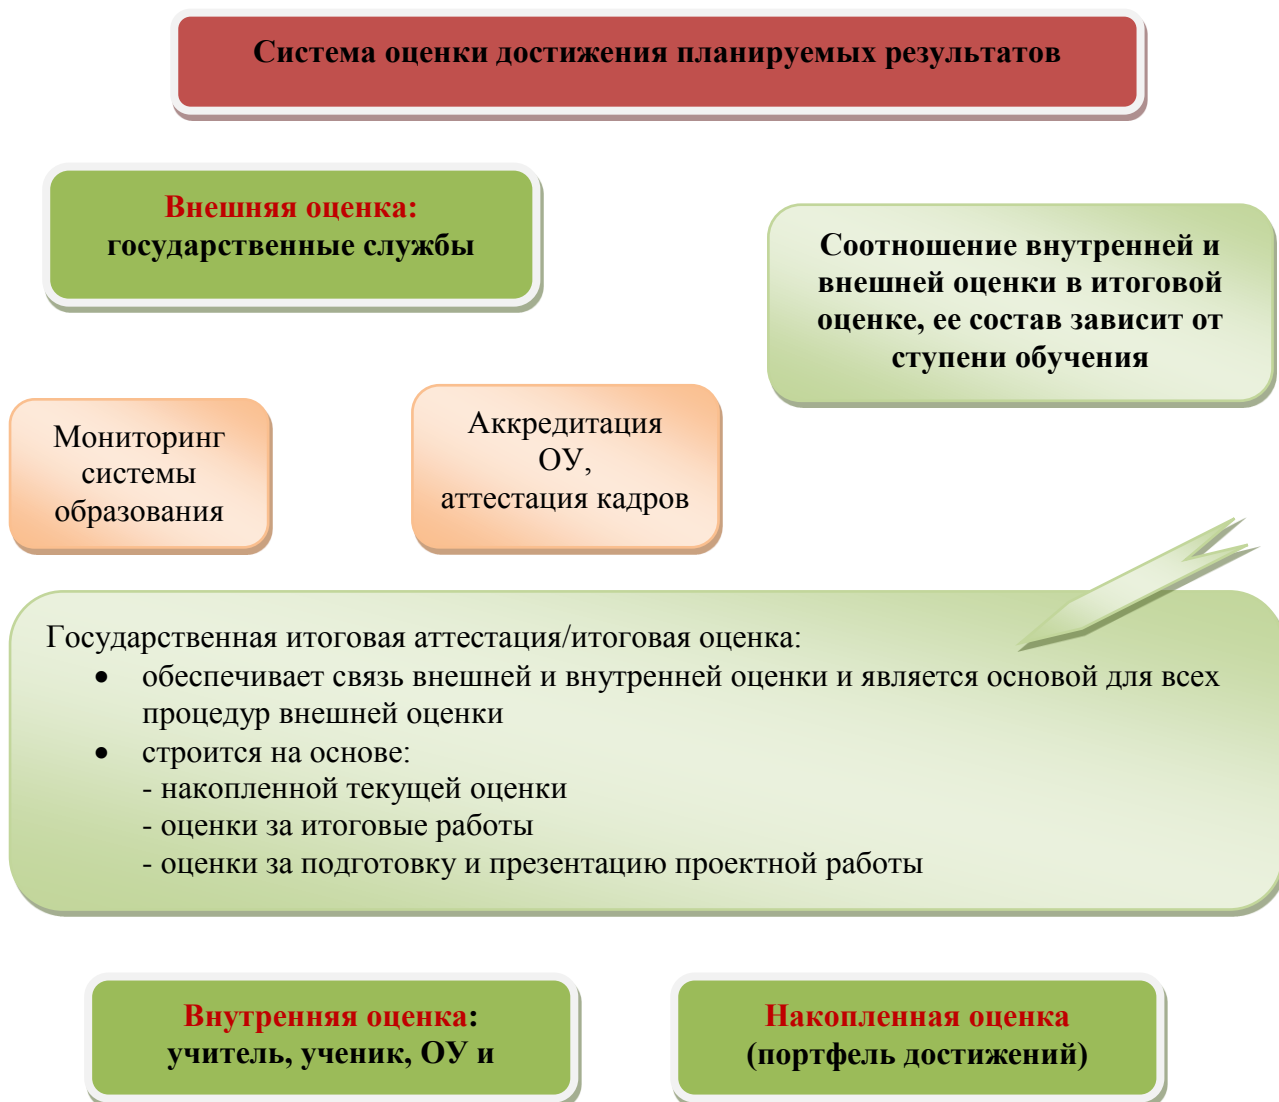 Система оценки достижения планируемых результатов
Внешняя оценка:
государственные службы
Соотношение внутренней и
внешней оценки в итоговой
оценке, ее состав зависит от
ступени обучения
Мониторинг
системы
образования
Аккредитация
ОУ,
аттестация кадров
Государственная итоговая аттестация/итоговая оценка:
• обеспечивает связь внешней и внутренней оценки и является основой для всех
процедур внешней оценки
• строится на основе:
- накопленной текущей оценки
- оценки за итоговые работы
- оценки за подготовку и презентацию проектной работы
Внутренняя оценка:
учитель, ученик, ОУ и
Накопленная оценка
(портфель достижений)